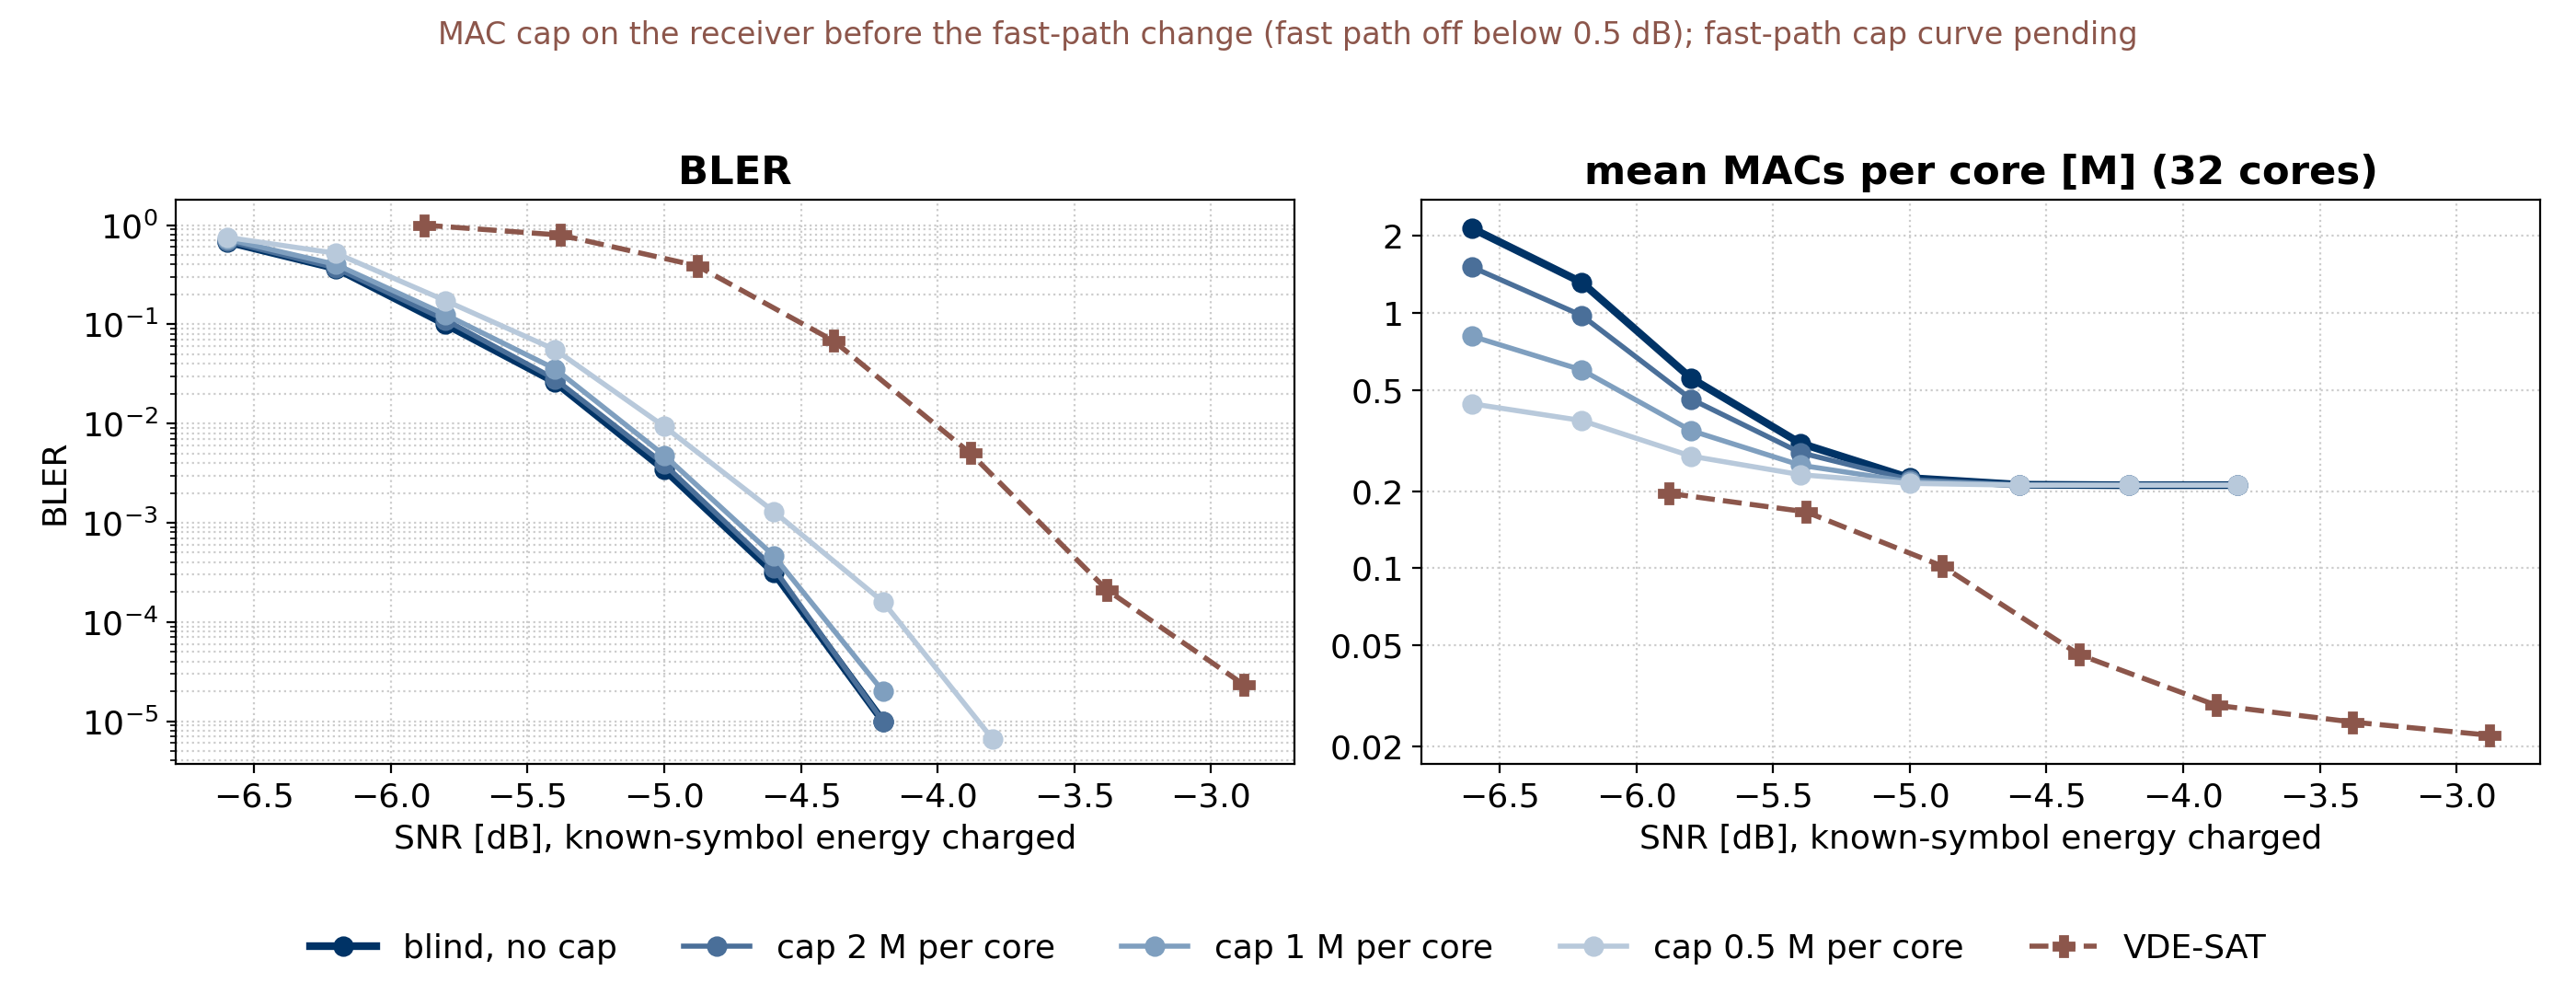 MAC cap on the receiver before the fast-path change (fast path off below 0.5 dB); fast-path cap curve pending
BLER
BLER
10⁰
10⁻¹
10⁻²
10⁻³
10⁻⁴
10⁻⁵
−6.5 −6.0 −5.5 −5.0 −4.5 −4.0 −3.5 −3.0
SNR [dB], known-symbol energy charged
mean MACs per core [M] (32 cores)
2
1
0.5
0.2
0.1
0.05
0.02
−6.5 −6.0 −5.5 −5.0 −4.5 −4.0 −3.5 −3.0
SNR [dB], known-symbol energy charged
blind, no cap cap 2 M per core cap 1 M per core cap 0.5 M per core VDE-SAT